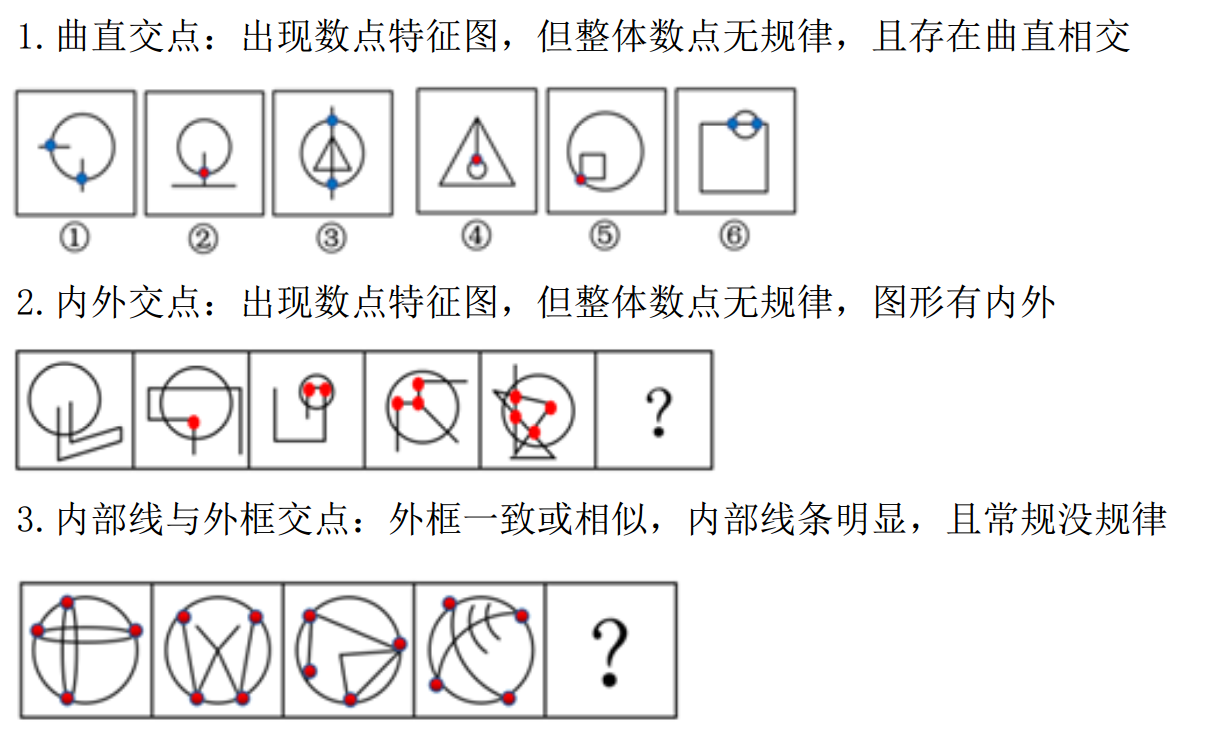 1.曲直交点：出现数点特征图，但整体数点无规律，且存在曲直相交
① ② ③ ④ ⑤ ⑥
2.内外交点：出现数点特征图，但整体数点无规律，图形有内外
?
3.内部线与外框交点：外框一致或相似，内部线条明显，且常规没规律
?